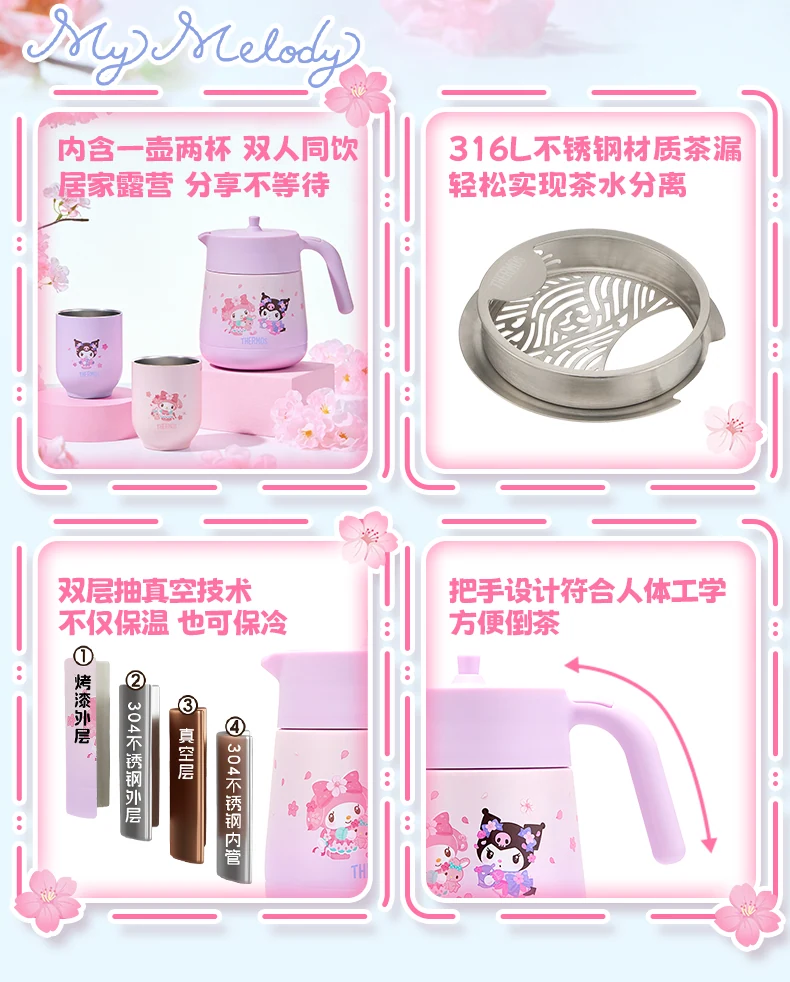 My Melody
内含一壶两杯 双人同饮
居家露营 分享不等待
THERMOS
316L不锈钢材质茶漏
轻松实现茶水分离
THERMOS
双层抽真空技术
不仅保温 也可保冷
①
烤漆外层
②
304不锈钢外层
③
真空层
④
304不锈钢内管
TH
把手设计符合人体工学
方便倒茶